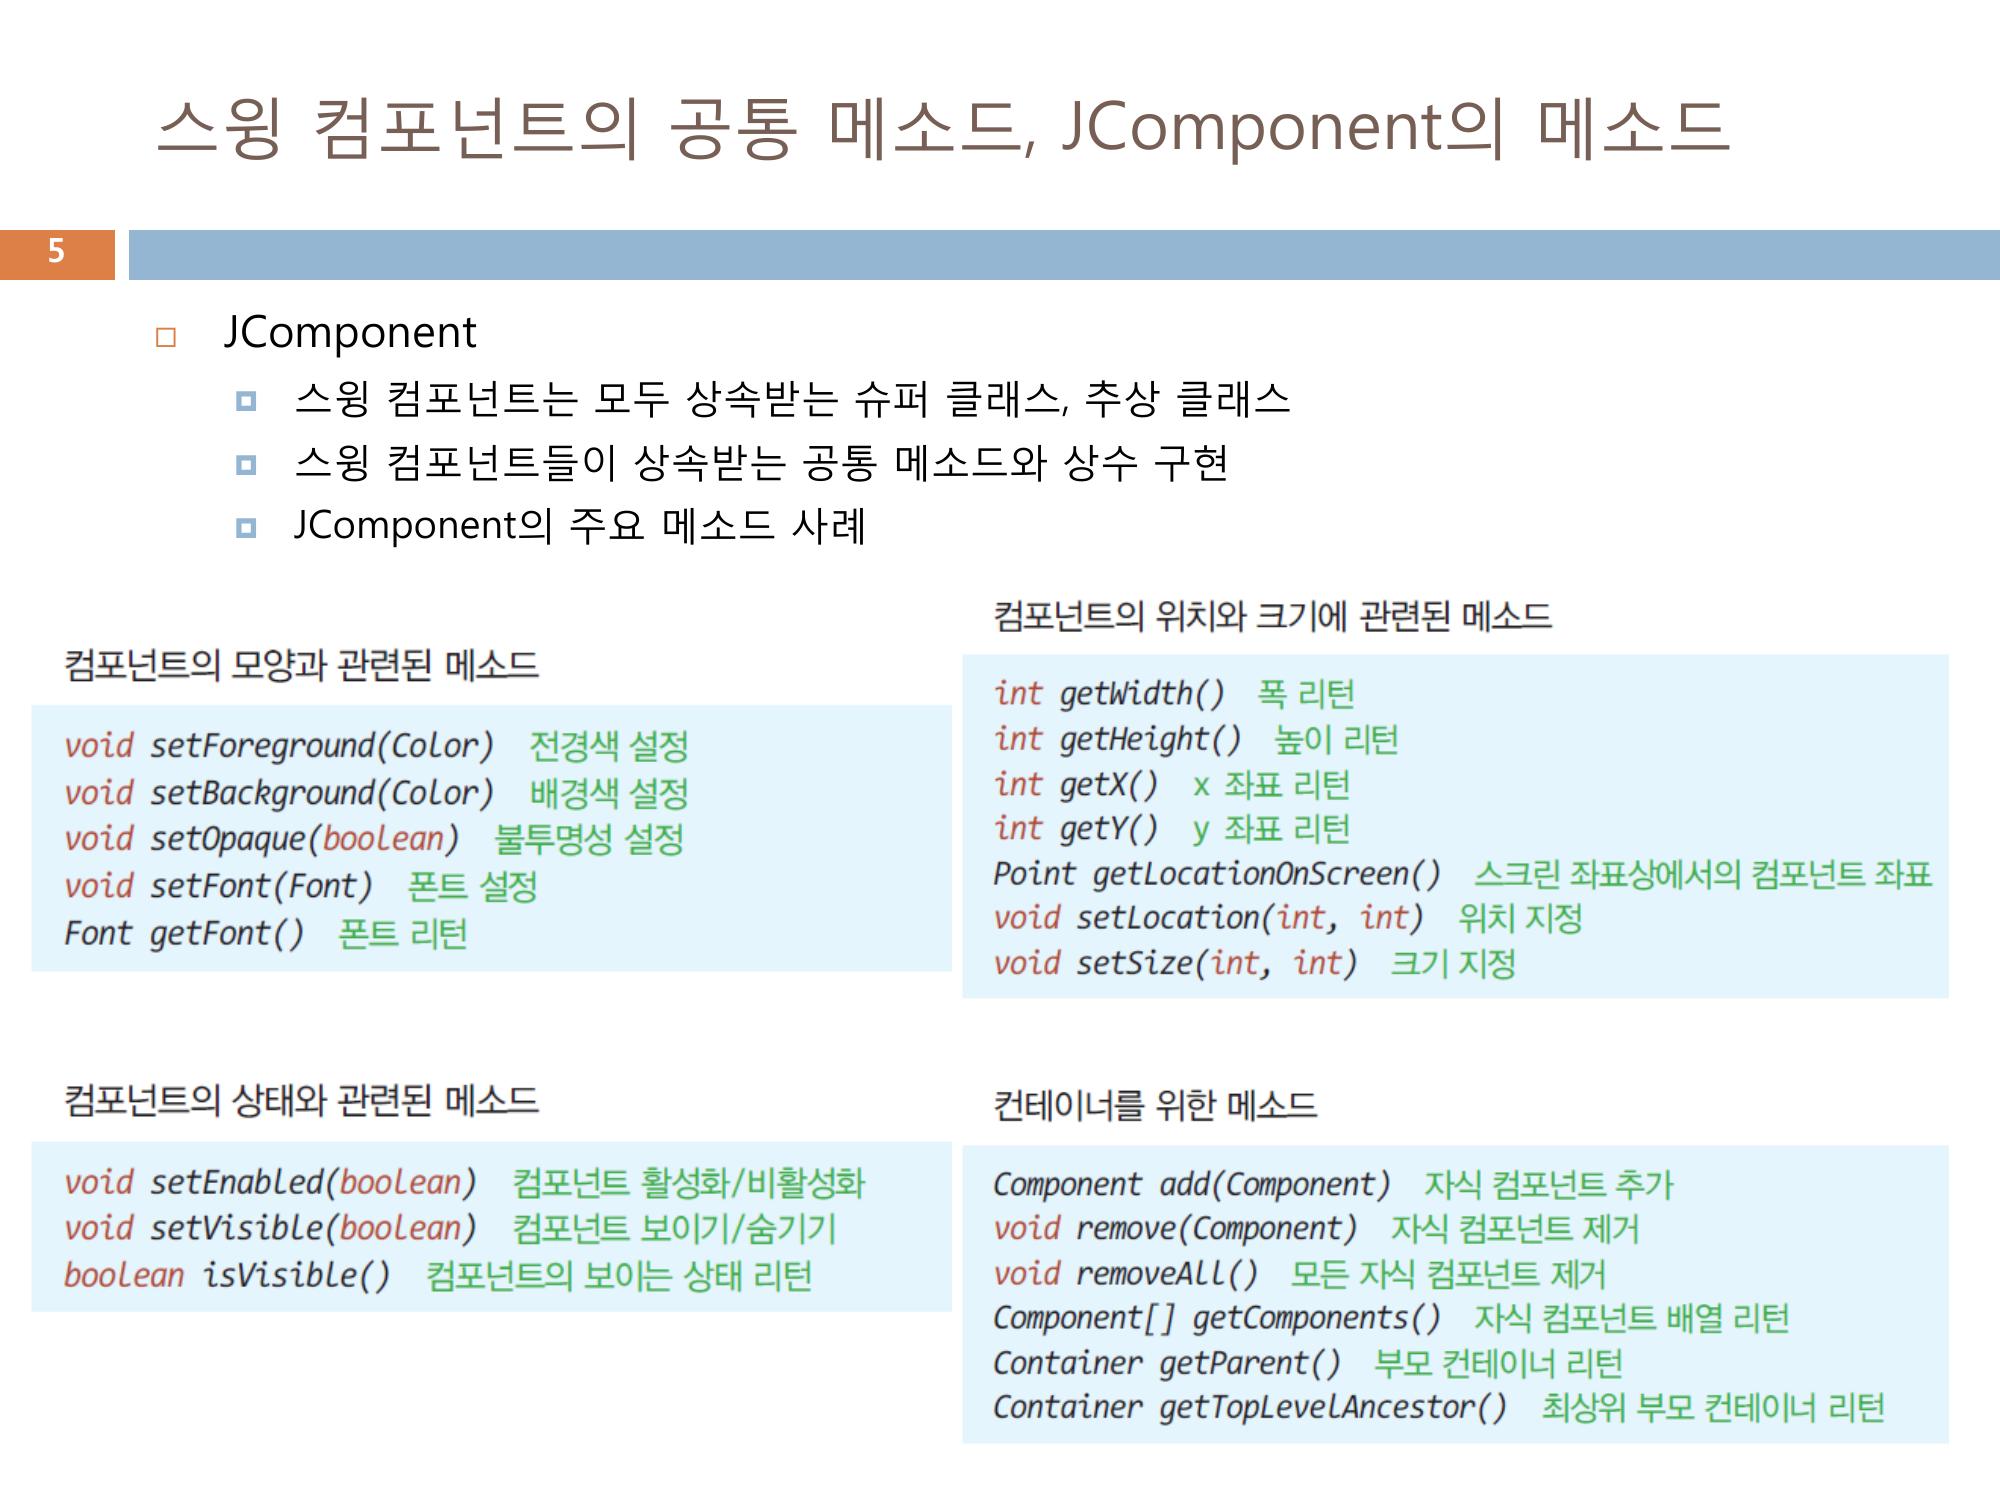 스윙 컴포넌트의 공통 메소드, JComponent의 메소드
5
JComponent
스윙 컴포넌트는 모두 상속받는 슈퍼 클래스, 추상 클래스
스윙 컴포넌트들이 상속받는 공통 메소드와 상수 구현
JComponent의 주요 메소드 사례
컴포넌트의 모양과 관련된 메소드
void setForeground(Color) 전경색 설정
void setBackground(Color) 배경색 설정
void setOpaque(boolean) 불투명성 설정
void setFont(Font) 폰트 설정
Font getFont() 폰트 리턴
컴포넌트의 위치와 크기에 관련된 메소드
int getWidth() 폭 리턴
int getHeight() 높이 리턴
int getX() x 좌표 리턴
int getY() y 좌표 리턴
Point getLocationOnScreen() 스크린 좌표상에서의 컴포넌트 좌표
void setLocation(int, int) 위치 지정
void setSize(int, int) 크기 지정
컴포넌트의 상태와 관련된 메소드
void setEnabled(boolean) 컴포넌트 활성화/비활성화
void setVisible(boolean) 컴포넌트 보이기/숨기기
boolean isVisible() 컴포넌트의 보이는 상태 리턴
컨테이너를 위한 메소드
Component add(Component) 자식 컴포넌트 추가
void remove(Component) 자식 컴포넌트 제거
void removeAll() 모든 자식 컴포넌트 제거
Component[] getComponents() 자식 컴포넌트 배열 리턴
Container getParent() 부모 컨테이너 리턴
Container getTopLevelAncestor() 최상위 부모 컨테이너 리턴